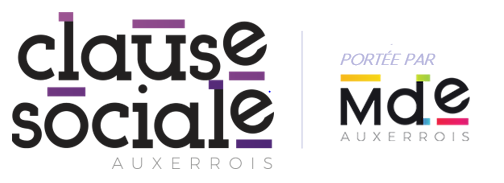 clause
sociale
AUXERROIS
PORTÉE PAR
Mde
AUXERROIS